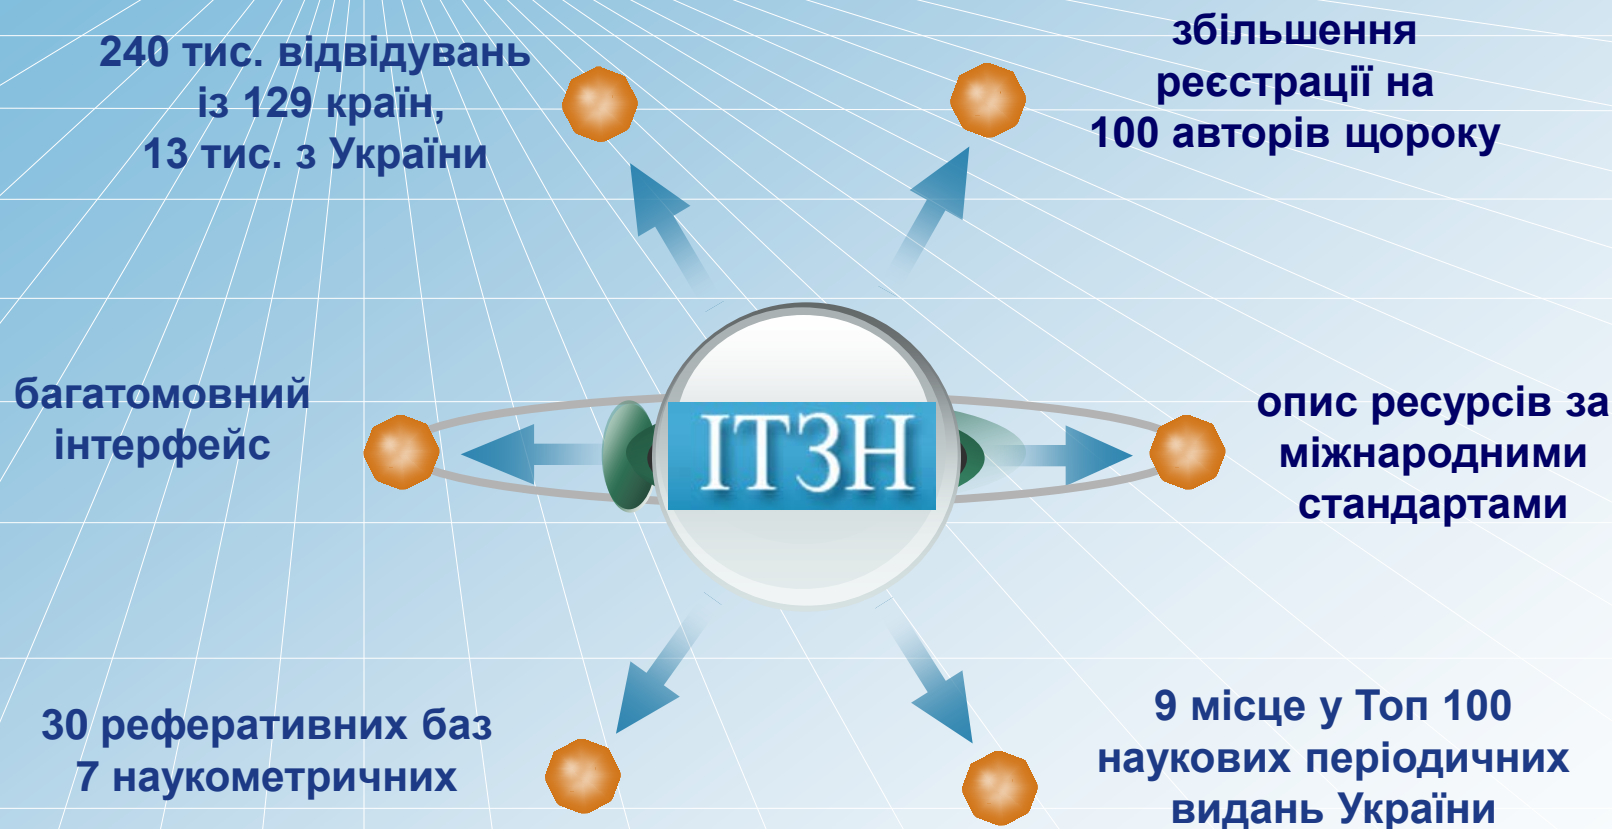 240 тис. відвідувань
із 129 країн,
13 тис. з України
збільшення
реєстрації на
100 авторів щороку
багатомовний
інтерфейс
ІТЗН
опис ресурсів за
міжнародними
стандартами
30 реферативних баз
7 наукометричних
9 місце у Топ 100
наукових періодичних
видань України